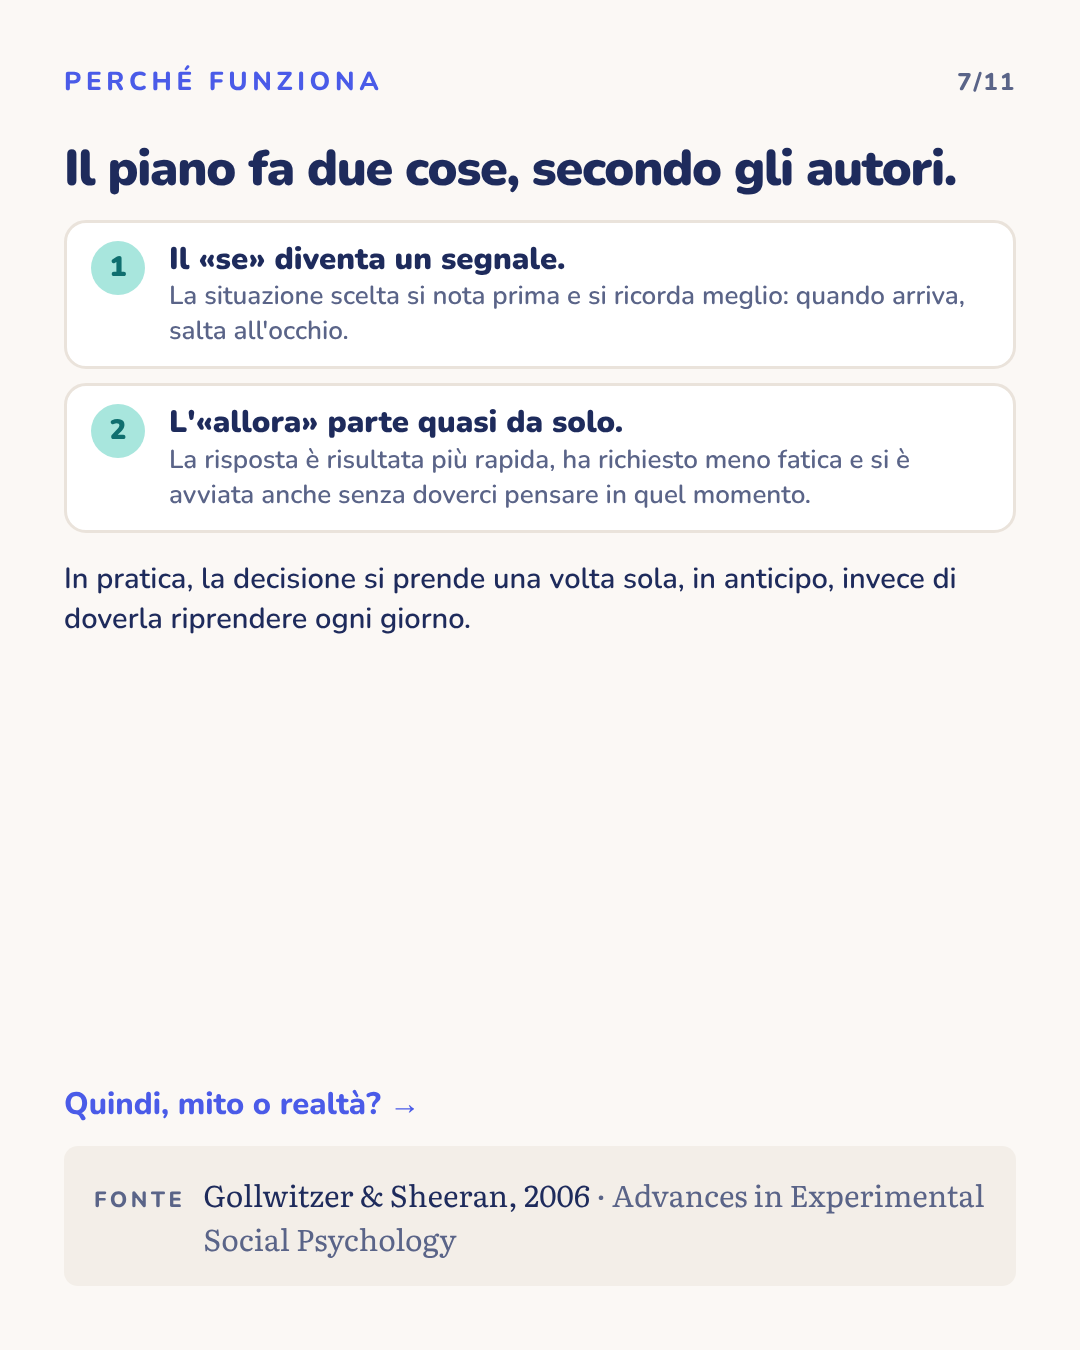 PERCHÉ FUNZIONA
7/11
Il piano fa due cose, secondo gli autori.
1
Il «se» diventa un segnale.
La situazione scelta si nota prima e si ricorda meglio: quando arriva,
salta all'occhio.
2
L'«allora» parte quasi da solo.
La risposta è risultata più rapida, ha richiesto meno fatica e si è
avviata anche senza doverci pensare in quel momento.
In pratica, la decisione si prende una volta sola, in anticipo, invece di
doverla riprendere ogni giorno.
Quindi, mito o realtà? →
FONTE
Gollwitzer & Sheeran, 2006 · Advances in Experimental
Social Psychology